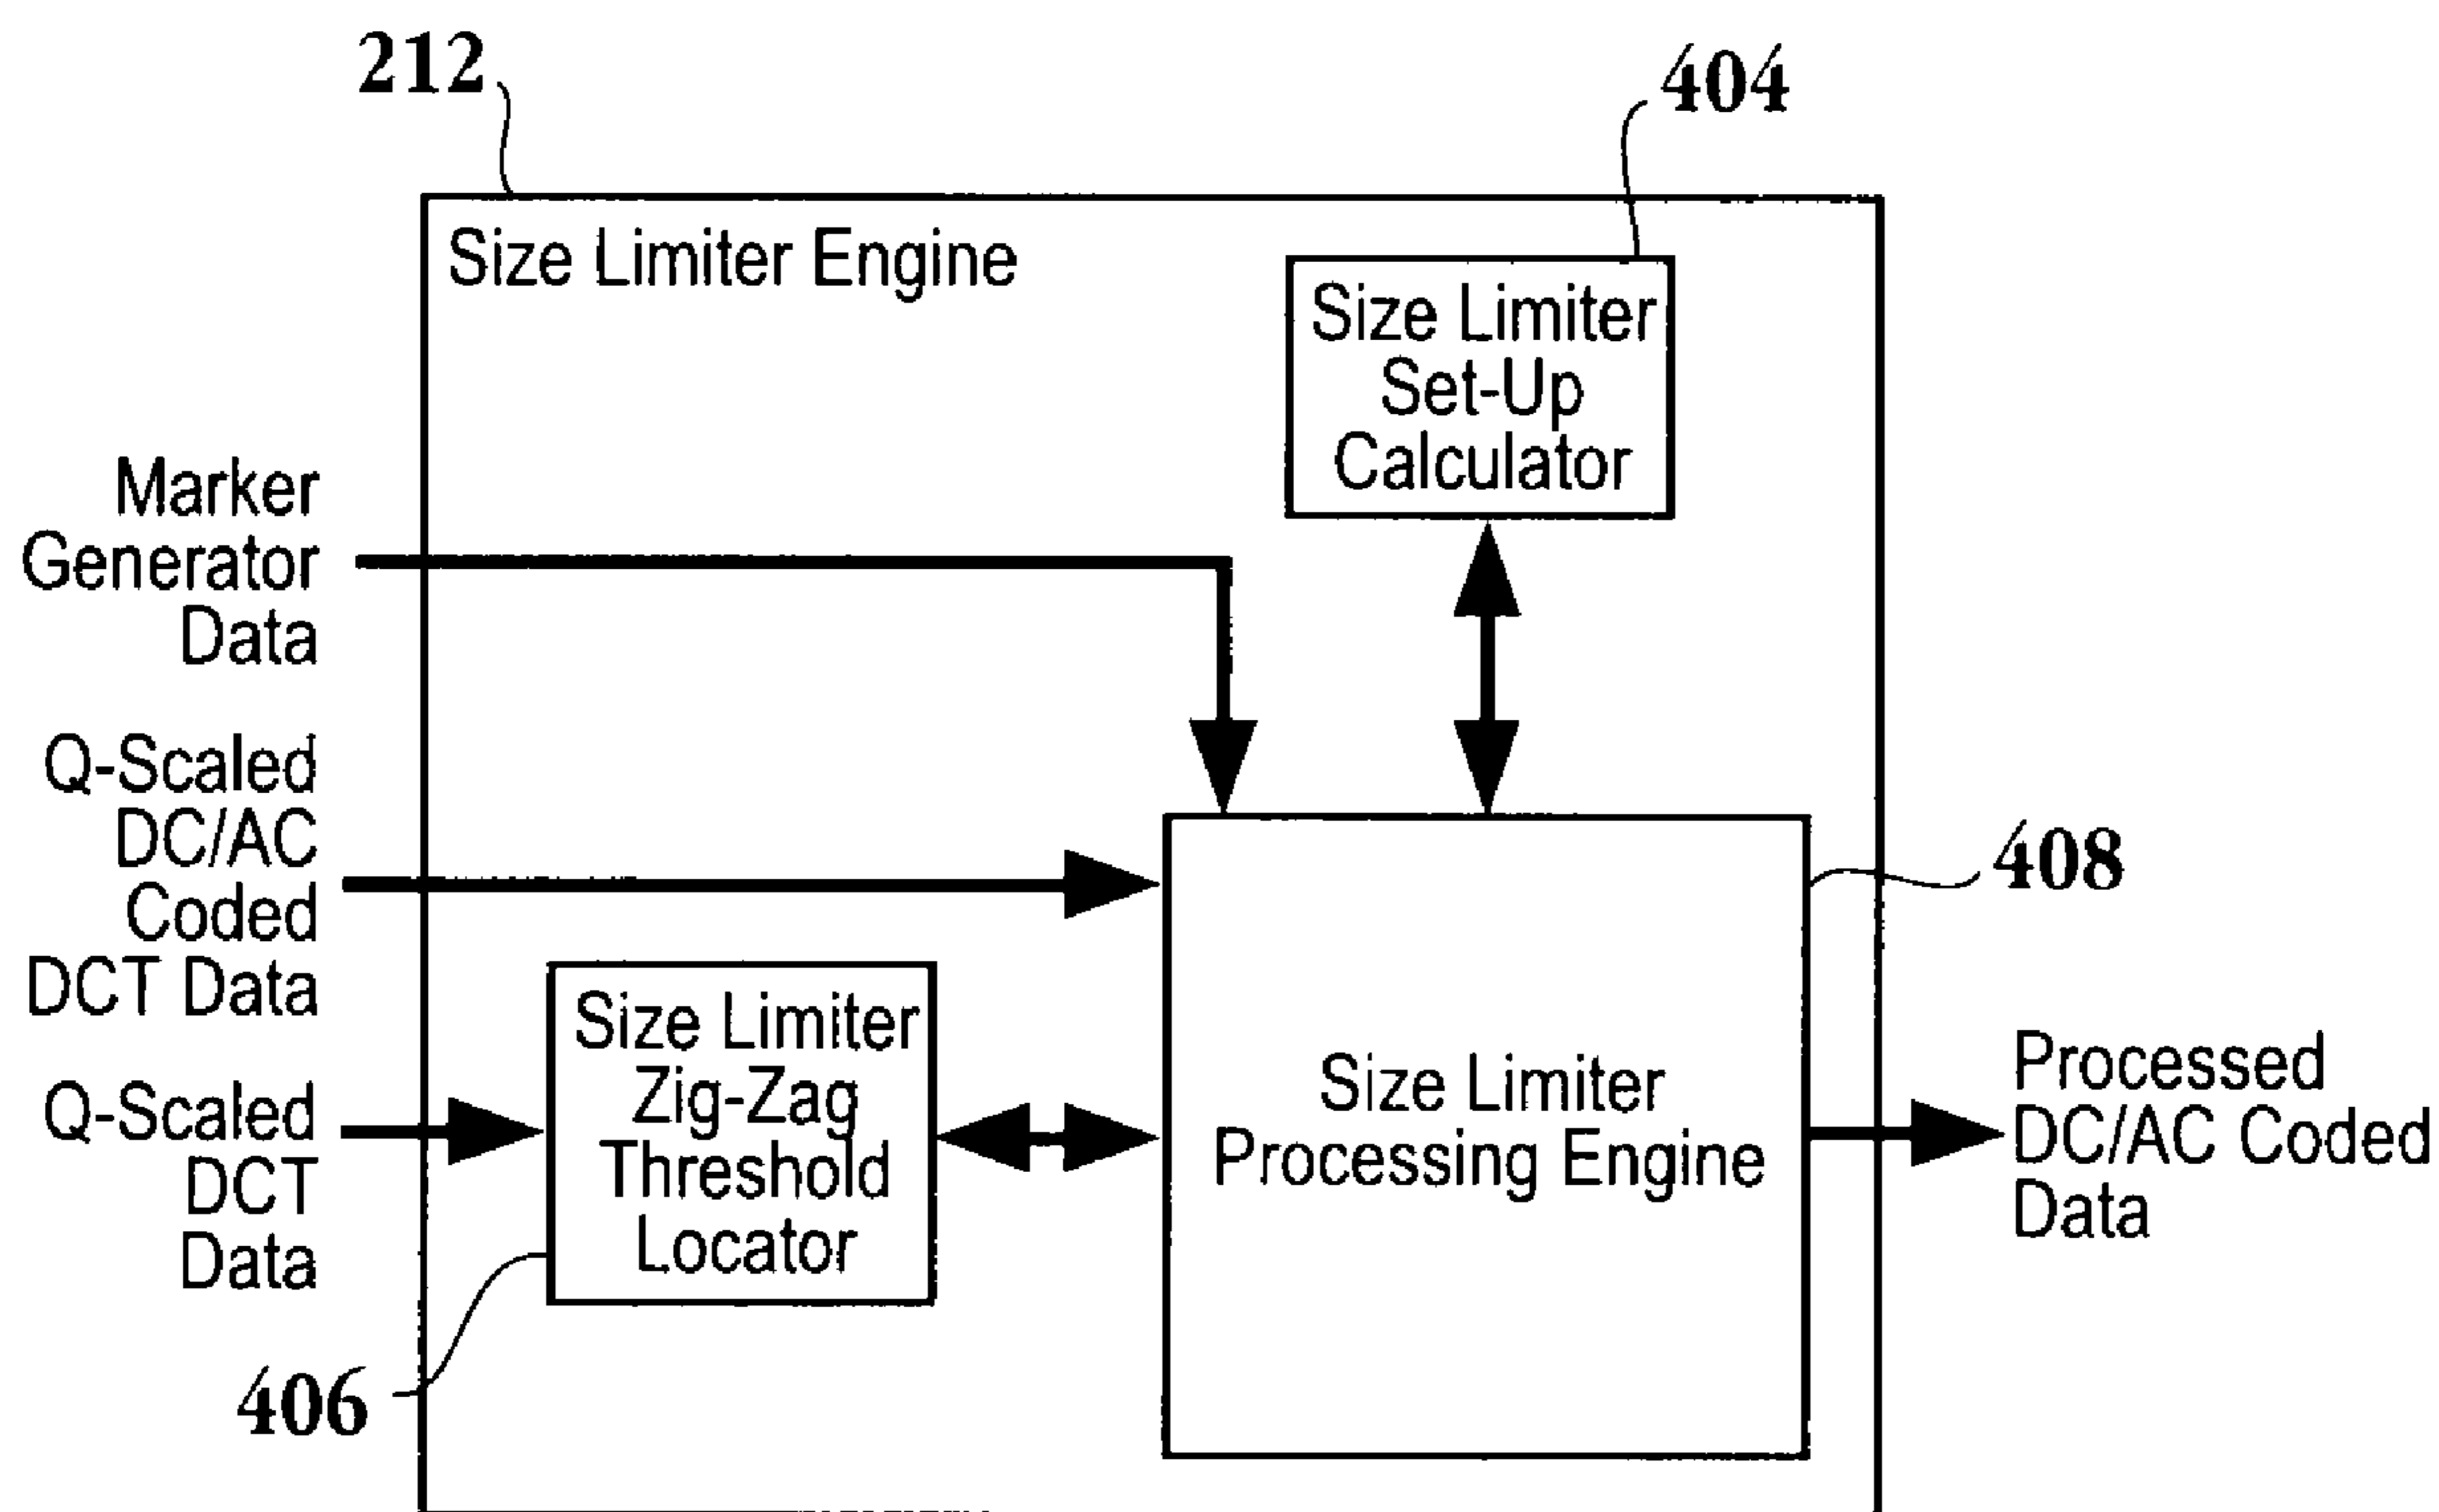 212
404
Size Limiter Engine
Size Limiter
Set-Up
Calculator
Marker
Generator
Data
Q-Scaled
DC/AC
Coded
DCT Data
408
Size Limiter
Zig-Zag
Threshold
Locator
Q-Scaled
DCT
Data
Size Limiter
Processing Engine
Processed
DC/AC Coded
Data
406